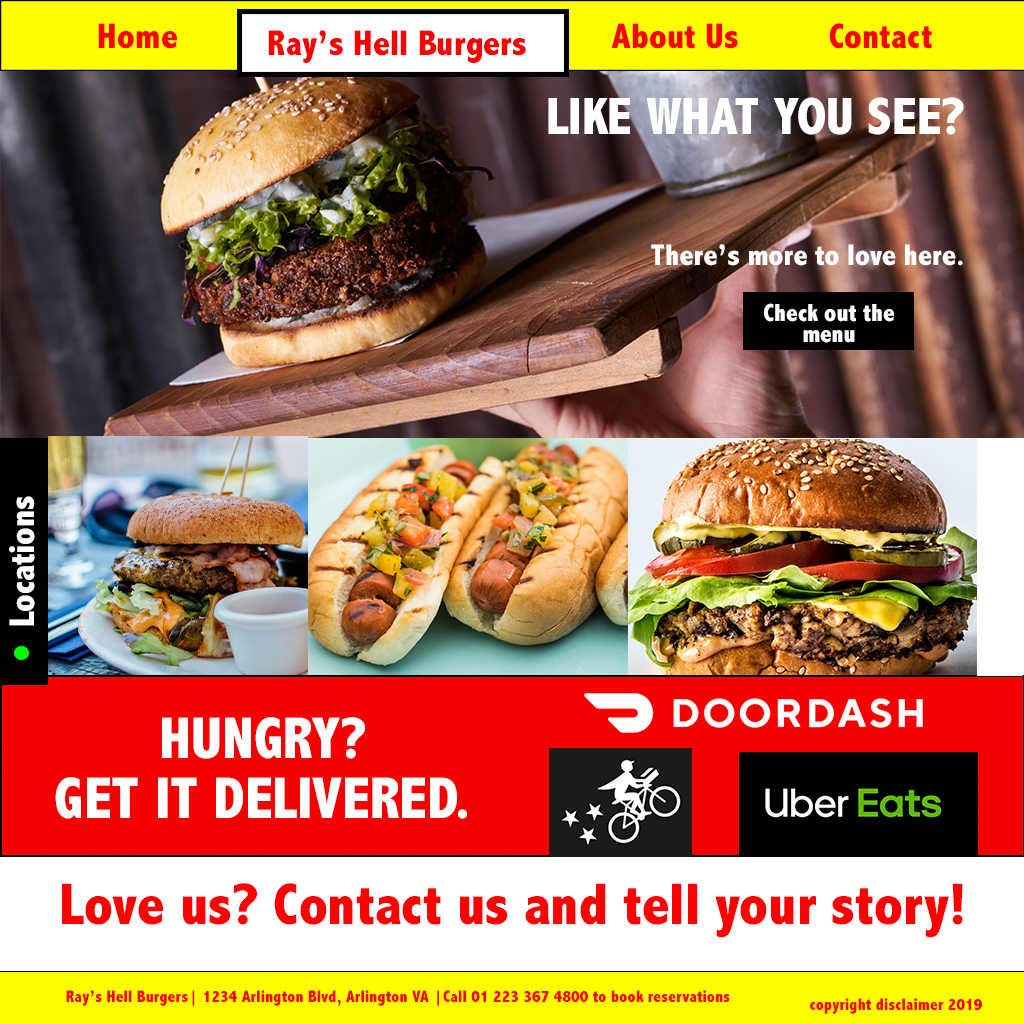 Home
Ray's Hell Burgers
About Us
Contact
LIKE WHAT YOU SEE?
There's more to love here.
Check out the
menu
Locations
HUNGRY?
GET IT DELIVERED.
DOORDASH
Uber Eats
Love us? Contact us and tell your story!
Ray's Hell Burgers| 1234 Arlington Blvd, Arlington VA |Call 01 223 367 4800 to book reservations
copyright disclaimer 2019